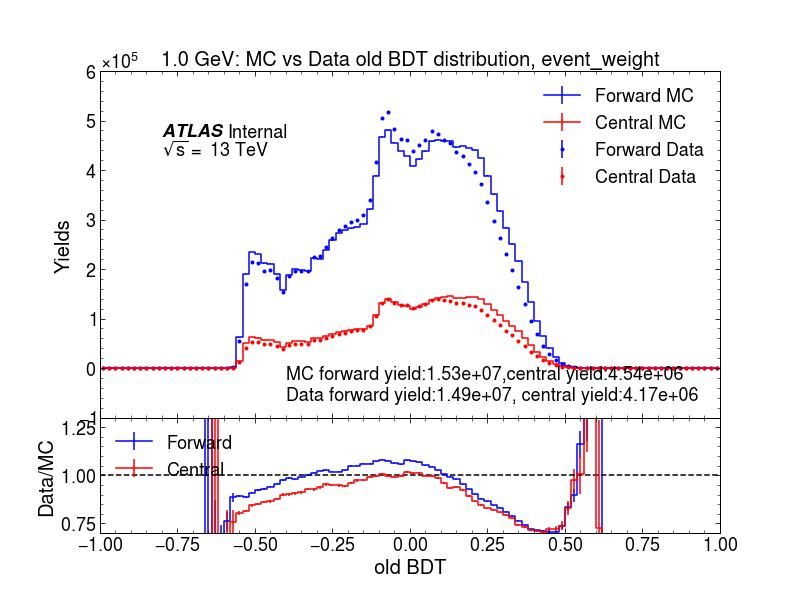 ×10⁵ 1.0 GeV: MC vs Data old BDT distribution, event_weight
6
5
4
3
2
1
0
−1
Yields
ATLAS Internal
√s = 13 TeV
Forward MC
Central MC
Forward Data
Central Data
MC forward yield:1.53e+07,central yield:4.54e+06
Data forward yield:1.49e+07, central yield:4.17e+06
1.25
1.00
0.75
Data/MC
Forward
Central
−1.00 −0.75 −0.50 −0.25 0.00 0.25 0.50 0.75 1.00
old BDT